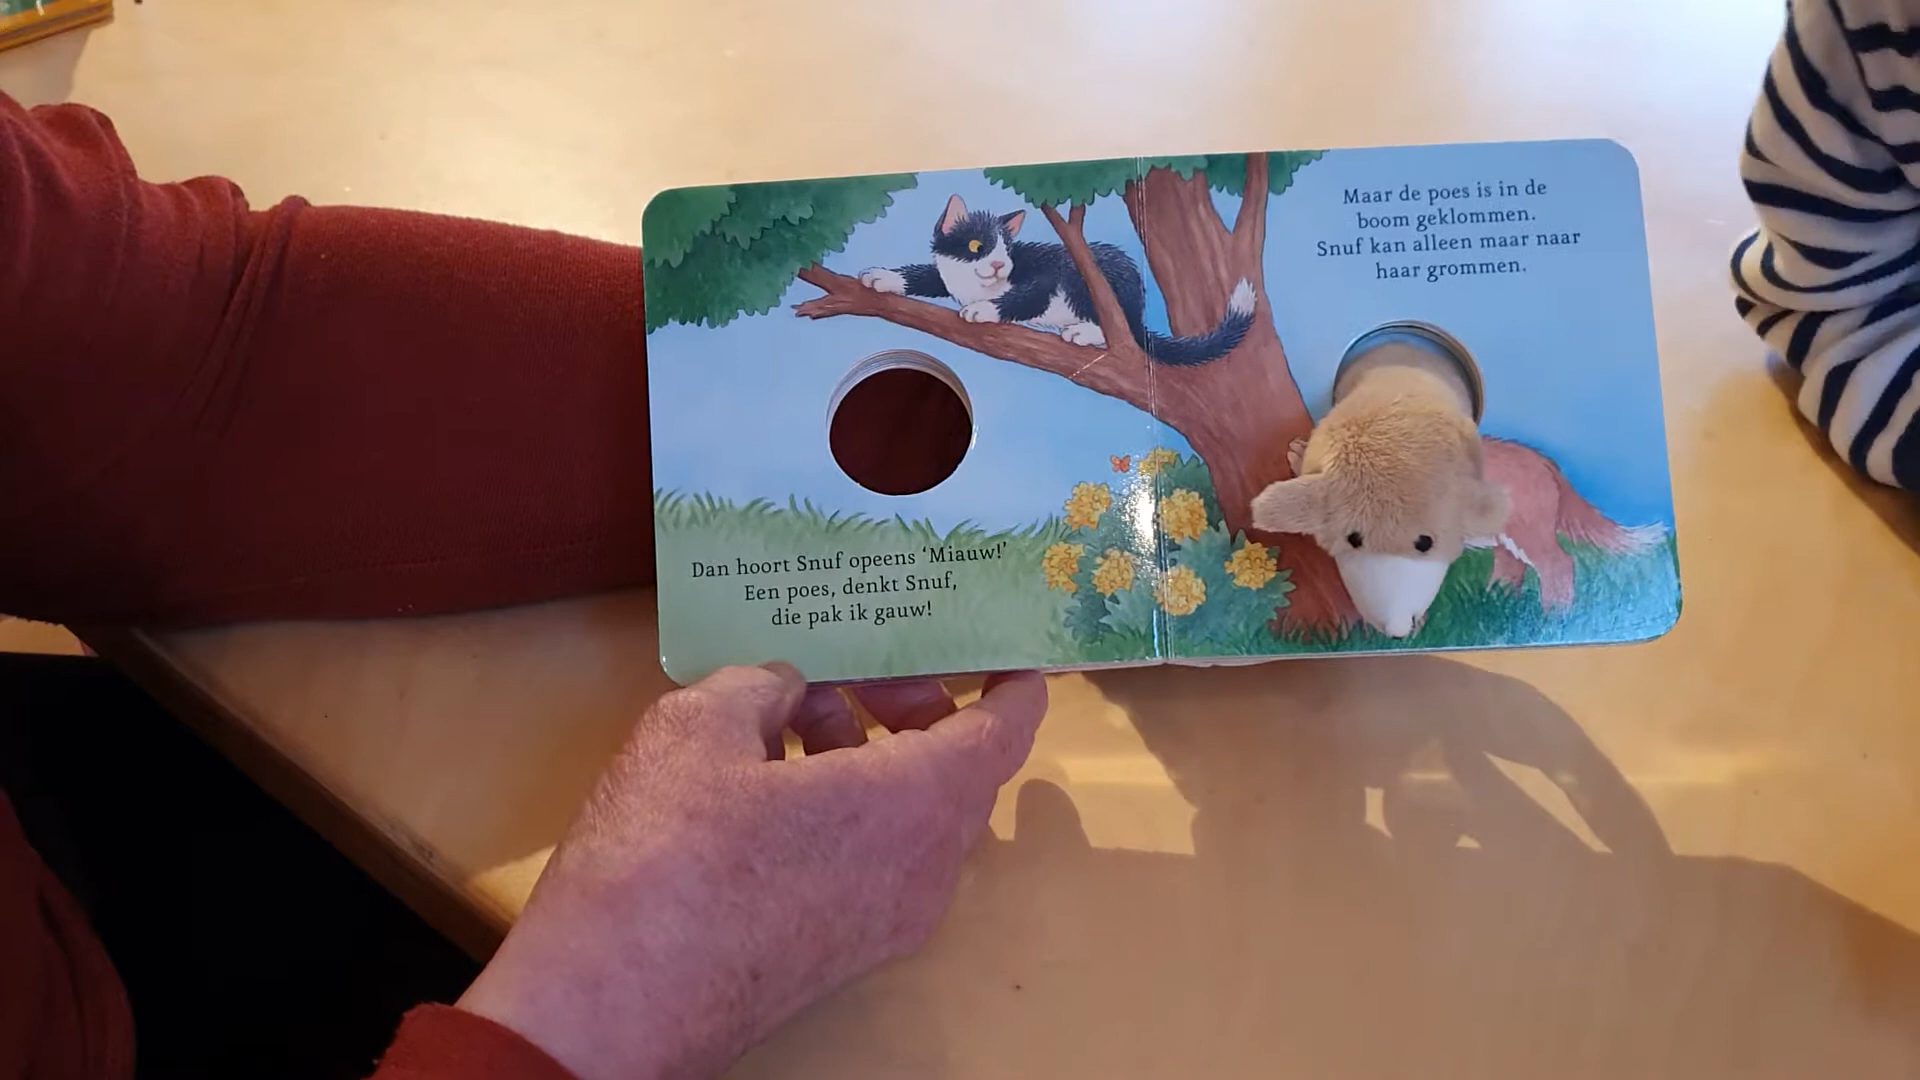 Dan hoort Snuf opeens ‘Miauw!’
Een poes, denkt Snuf,
die pak ik gauw!
Maar de poes is in de
boom geklommen.
Snuf kan alleen maar naar
haar grommen.